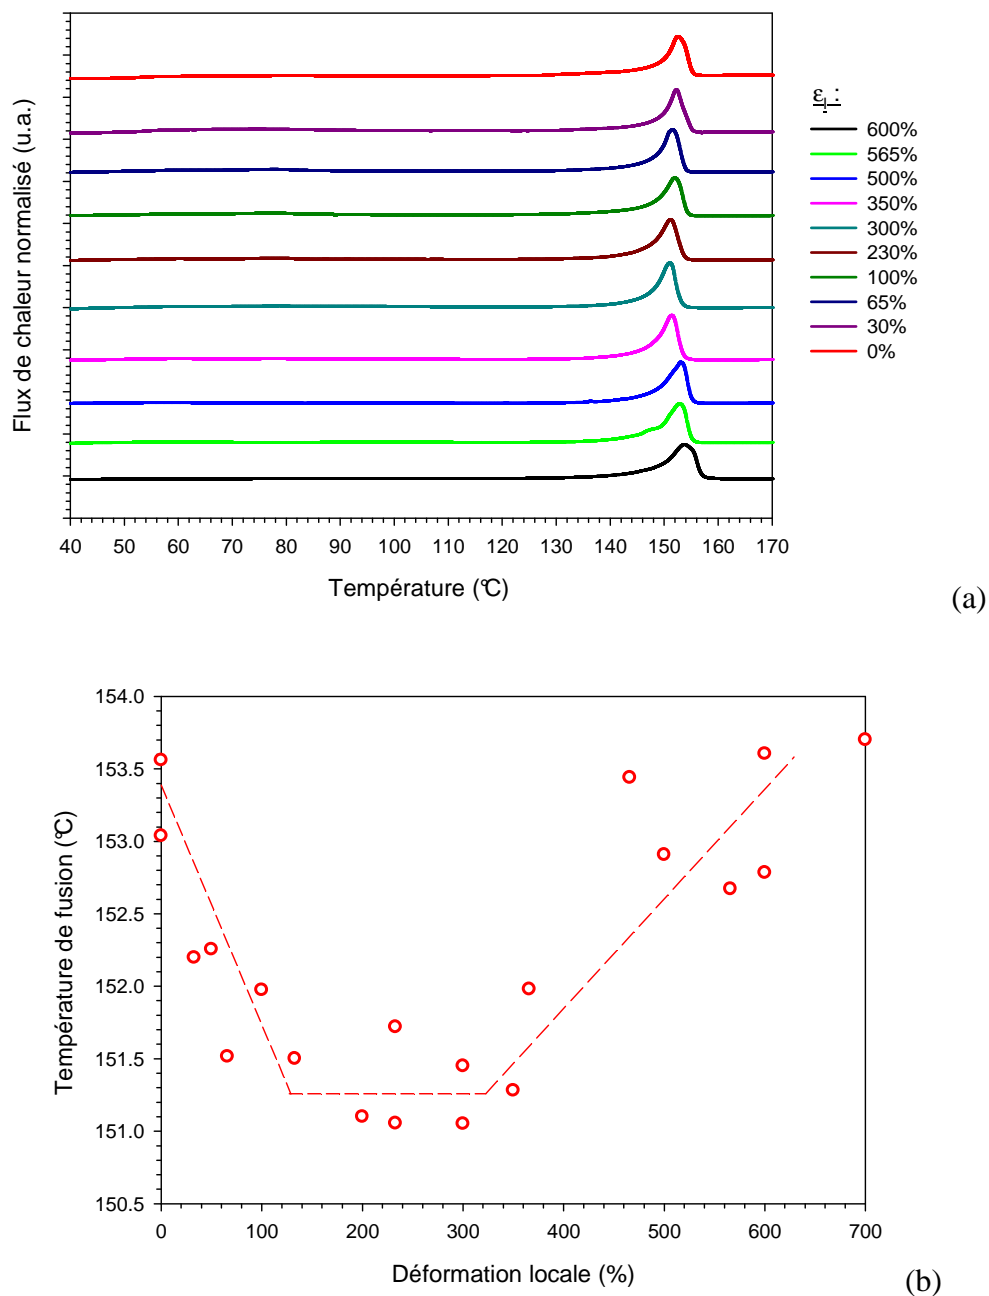 Flux de chaleur normalisé (u.a.)
ε_l :
600%
565%
500%
350%
300%
230%
100%
65%
30%
0%
40 50 60 70 80 90 100 110 120 130 140 150 160 170
Température (°C)
(a)
Température de fusion (°C)
154.0
153.5
153.0
152.5
152.0
151.5
151.0
150.5
0 100 200 300 400 500 600 700
Déformation locale (%)
(b)